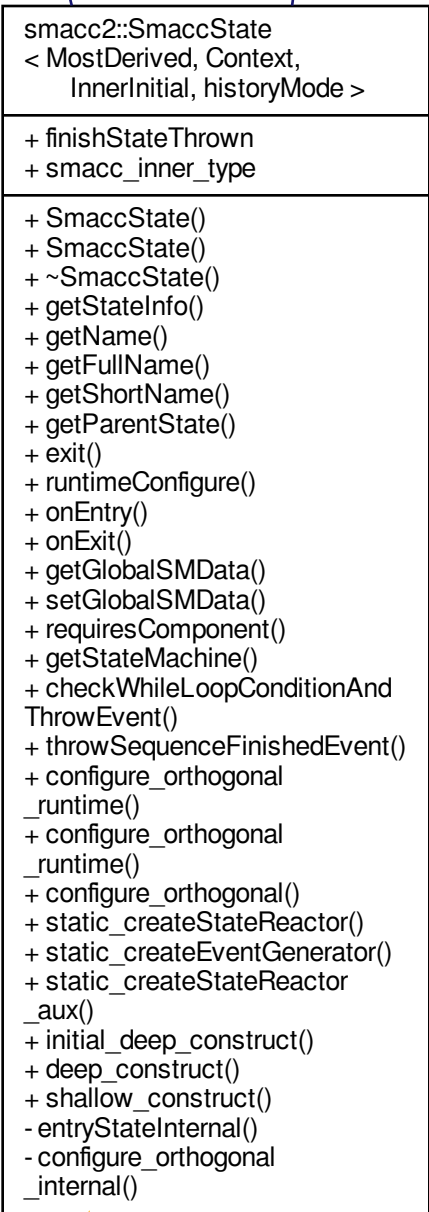 smacc2::SmaccState
< MostDerived, Context,
InnerInitial, historyMode >
+ finishStateThrown
+ smacc_inner_type
+ SmaccState()
+ SmaccState()
+ ~SmaccState()
+ getStateInfo()
+ getName()
+ getFullName()
+ getShortName()
+ getParentState()
+ exit()
+ runtimeConfigure()
+ onEntry()
+ onExit()
+ getGlobalSMData()
+ setGlobalSMData()
+ requiresComponent()
+ getStateMachine()
+ checkWhileLoopConditionAnd
ThrowEvent()
+ throwSequenceFinishedEvent()
+ configure_orthogonal
_runtime()
+ configure_orthogonal
_runtime()
+ configure_orthogonal()
+ static_createStateReactor()
+ static_createEventGenerator()
+ static_createStateReactor
_aux()
+ initial_deep_construct()
+ deep_construct()
+ shallow_construct()
- entryStateInternal()
- configure_orthogonal
_internal()